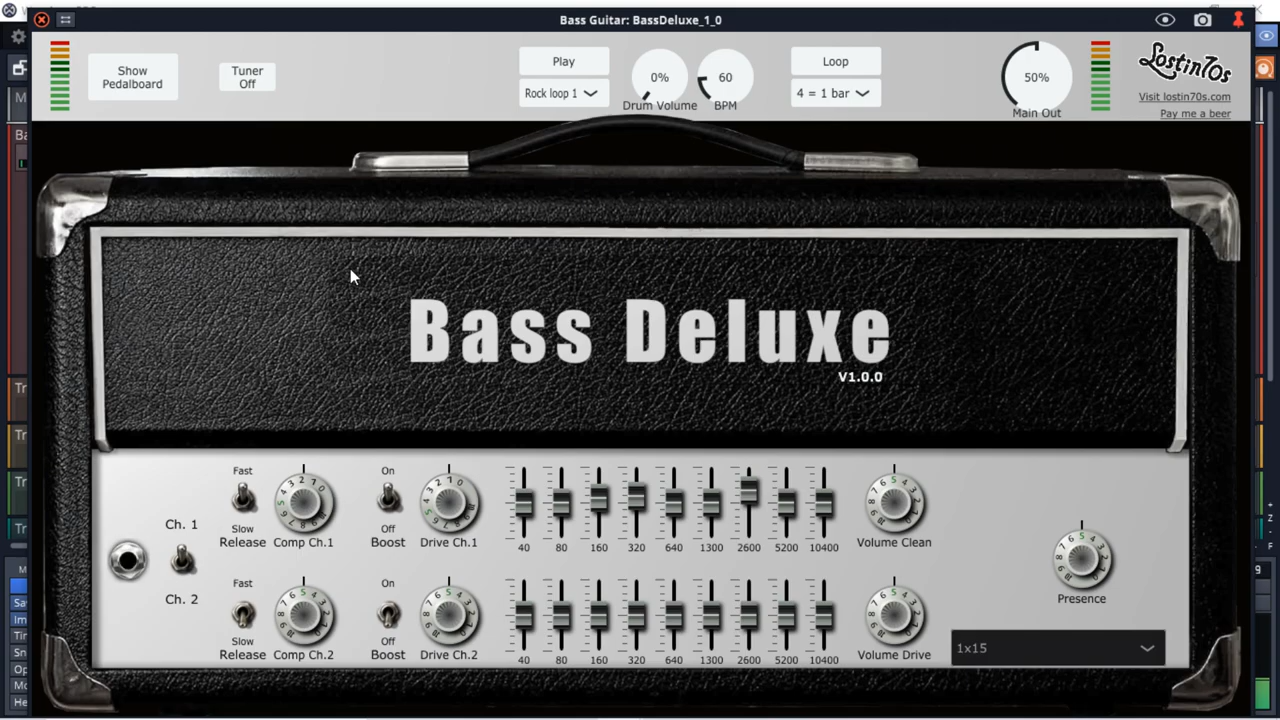 Bass Guitar: BassDeluxe_1_0
Show
Pedalboard
Tuner
Off
Play
Rock loop 1
0%
Drum Volume
60
BPM
Loop
4 = 1 bar
50%
Main Out
Lostin70s
Visit lostin70s.com
Pay me a beer
Bass Deluxe
V1.0.0
Ch. 1
Ch. 2
Fast
Slow
Release
Comp Ch.1
On
Off
Boost
Drive Ch.1
40 80 160 320 640 1300 2600 5200 10400
Volume Clean
Fast
Slow
Release
Comp Ch.2
On
Off
Boost
Drive Ch.2
40 80 160 320 640 1300 2600 5200 10400
Volume Drive
Presence
1x15